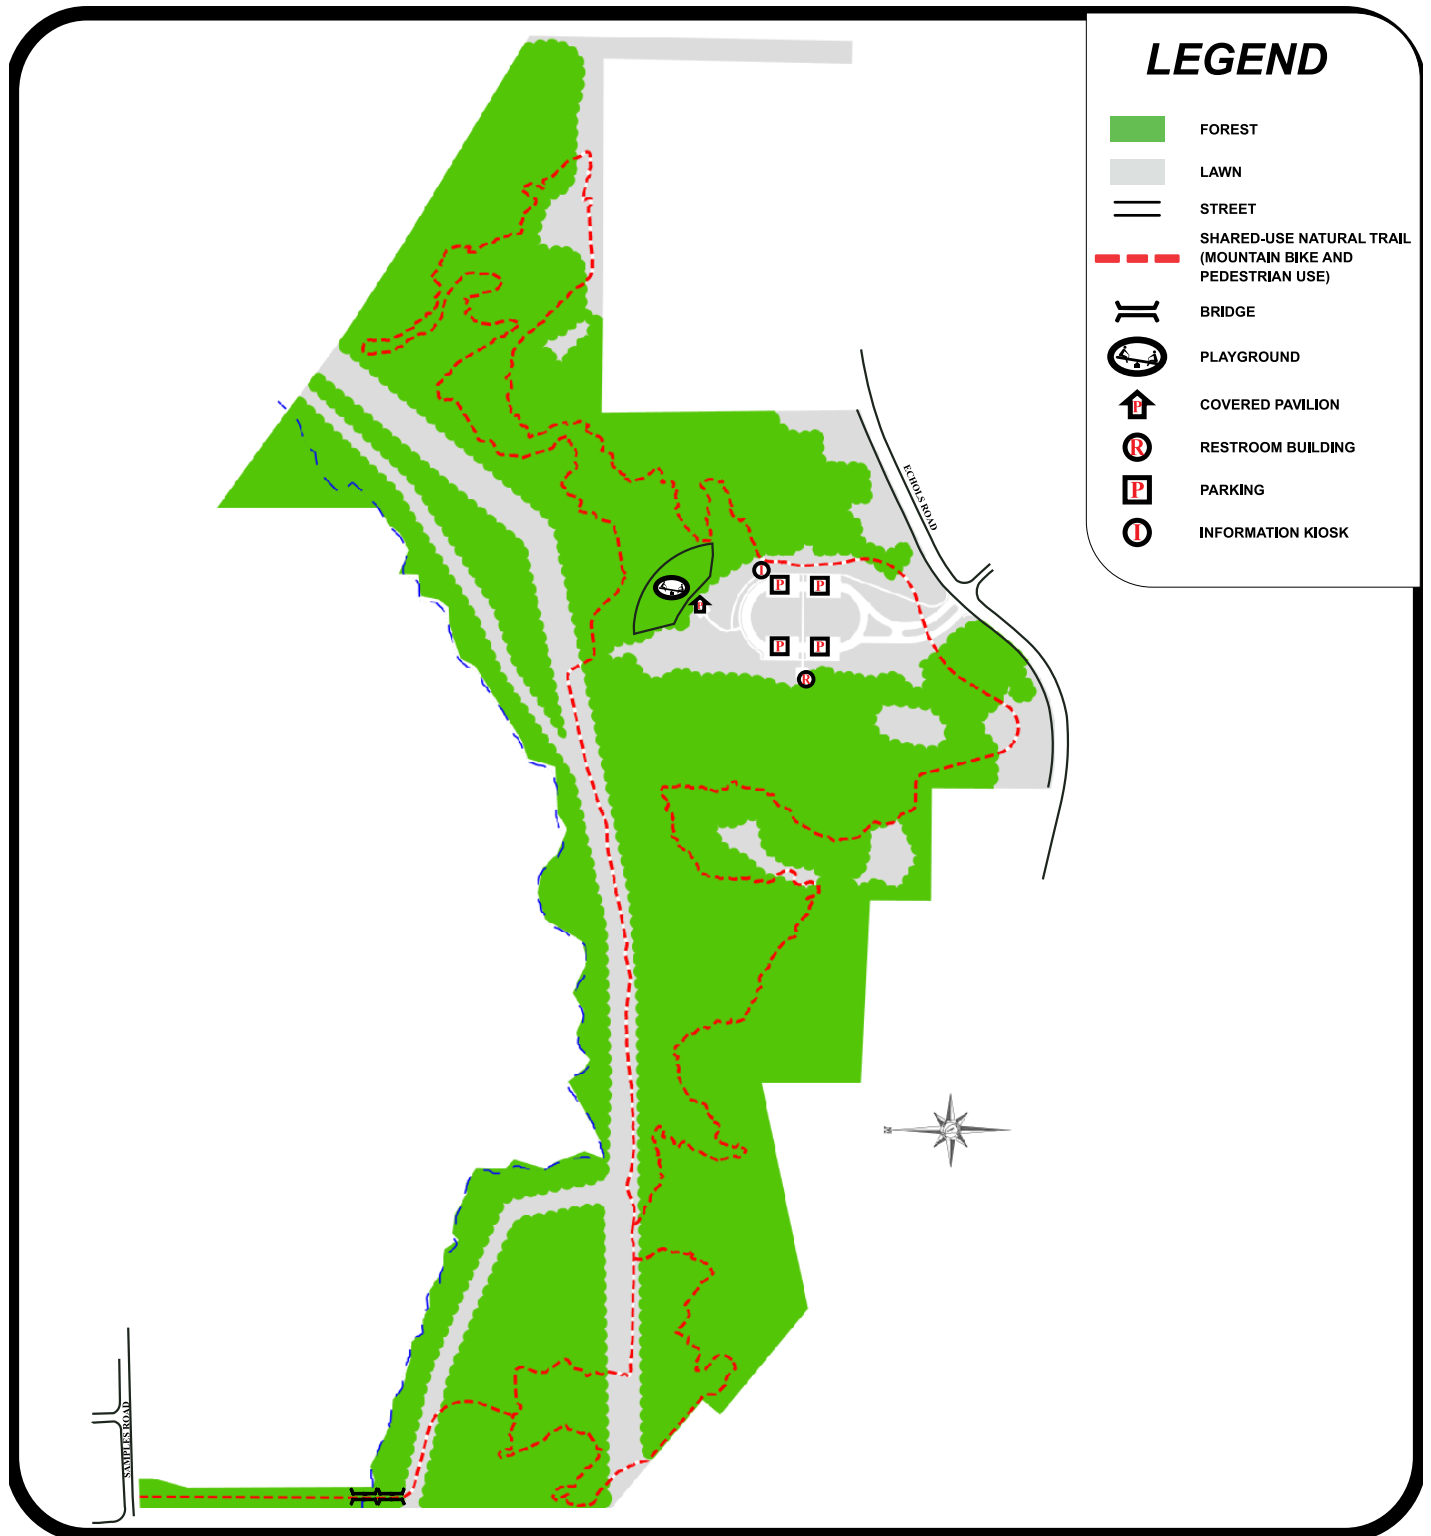 LEGEND
FOREST
LAWN
STREET
SHARED-USE NATURAL TRAIL
(MOUNTAIN BIKE AND
PEDESTRIAN USE)
BRIDGE
PLAYGROUND
P
COVERED PAVILION
R
RESTROOM BUILDING
P
PARKING
I
INFORMATION KIOSK
ECHOLS ROAD
I
P
P
P
P
R
N
SAMPLES ROAD